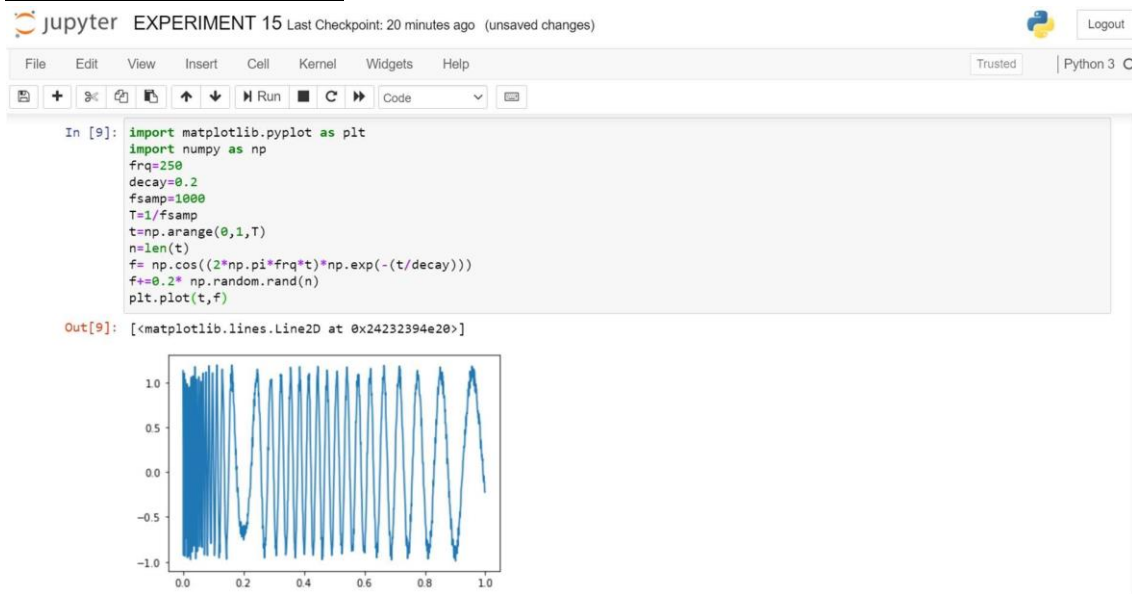 jupyter EXPERIMENT 15 Last Checkpoint: 20 minutes ago (unsaved changes)
Logout
File Edit View Insert Cell Kernel Widgets Help
Trusted Python 3
Run Code
In [9]: import matplotlib.pyplot as plt
import numpy as np
frq=250
decay=0.2
fsamp=1000
T=1/fsamp
t=np.arange(0,1,T)
n=len(t)
f= np.cos((2*np.pi*frq*t)*np.exp(-(t/decay)))
f+=0.2* np.random.rand(n)
plt.plot(t,f)
Out[9]: [<matplotlib.lines.Line2D at 0x24232394e20>]
1.0
0.5
0.0
−0.5
−1.0
0.0 0.2 0.4 0.6 0.8 1.0